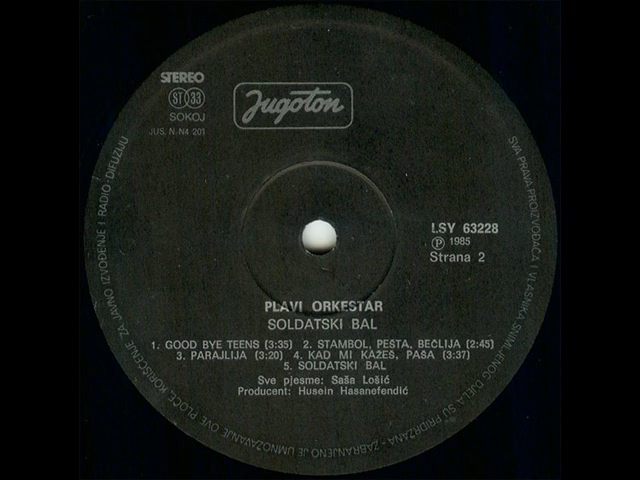 STEREO
ST 33
SOKOJ
JUS. N.N4 201
Jugoton
LSY 63228
P 1985
Strana 2
PLAVI ORKESTAR
SOLDATSKI BAL
1. GOOD BYE TEENS (3:35) 2. STAMBOL, PEŠTA, BEČLIJA (2:45)
3. PARAJLIJA (3:20) 4. KAD MI KAŽEŠ, PAŠA (3:37)
5. SOLDATSKI BAL
Sve pjesme: Saša Lošić
Producent: Husein Hasanefendić
SVA PRAVA PROIZVOĐAČA I VLASNIKA SNIMLJENOG DJELA SU PRIDRŽANA - ZABRANJENO JE UMNOŽAVANJE OVE PLOČE, KORIŠĆENJE ZA JAVNO IZVOĐENJE I RADIO-DIFUZIJU